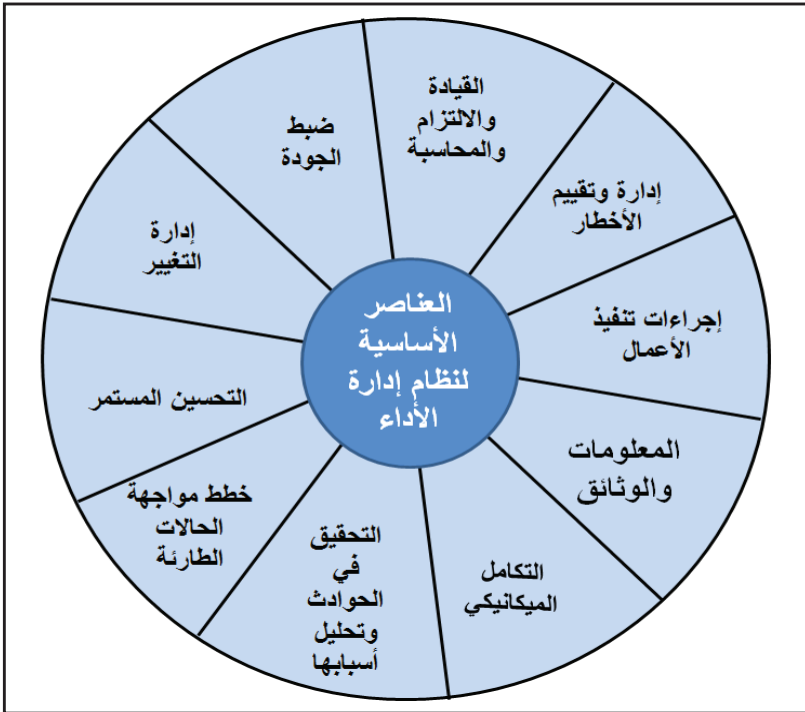 العناصر
الأساسية
لنظام إدارة
الأداء
القيادة
والالتزام
والمحاسبة
إدارة وتقييم
الأخطار
إجراءات تنفيذ
الأعمال
المعلومات
والوثائق
التكامل
الميكانيكي
التحقيق
في
الحوادث
وتحليل
أسبابها
خطط مواجهة
الحالات
الطارئة
التحسين المستمر
إدارة
التغيير
ضبط
الجودة